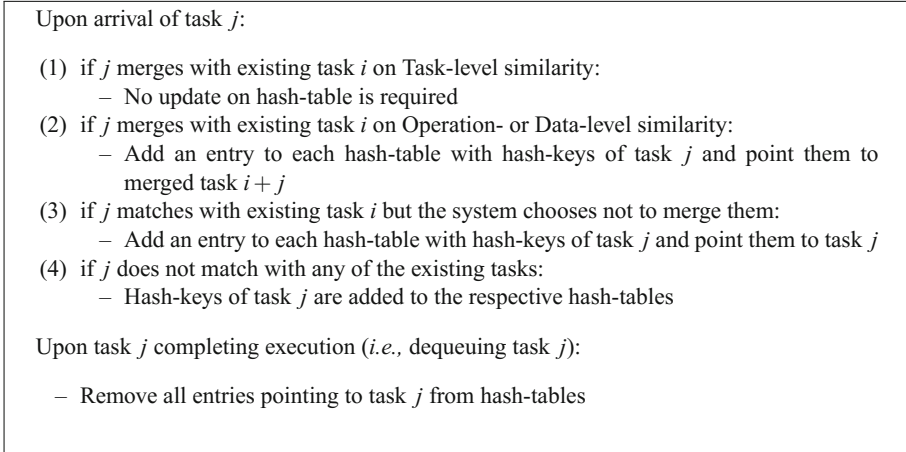 Upon arrival of task j:
(1) if j merges with existing task i on Task-level similarity:
– No update on hash-table is required
(2) if j merges with existing task i on Operation- or Data-level similarity:
– Add an entry to each hash-table with hash-keys of task j and point them to
merged task i + j
(3) if j matches with existing task i but the system chooses not to merge them:
– Add an entry to each hash-table with hash-keys of task j and point them to task j
(4) if j does not match with any of the existing tasks:
– Hash-keys of task j are added to the respective hash-tables
Upon task j completing execution (i.e., dequeuing task j):
– Remove all entries pointing to task j from hash-tables